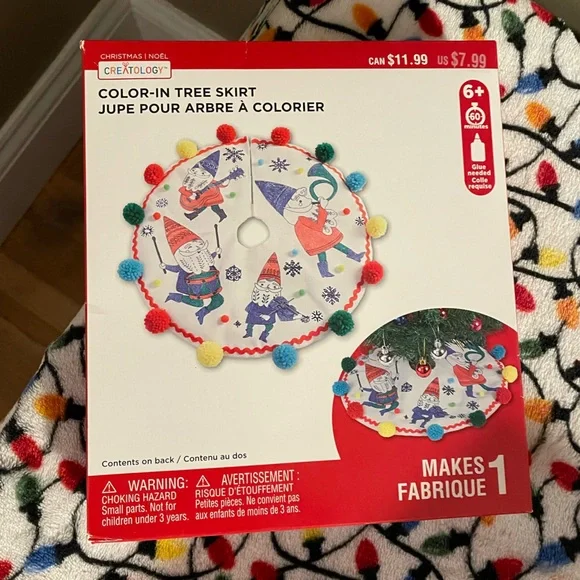 CHRISTMAS | NOËL
CREATOLOGY™
CAN $11.99 US $7.99
COLOR-IN TREE SKIRT
JUPE POUR ARBRE À COLORIER
6+
60
minutes
Glue
needed
Colle
requise
Contents on back / Contenu au dos
WARNING:
CHOKING HAZARD
Small parts. Not for
children under 3 years.
AVERTISSEMENT :
RISQUE D'ÉTOUFFEMENT
Petites pièces. Ne convient pas
aux enfants de moins de 3 ans.
MAKES
FABRIQUE 1